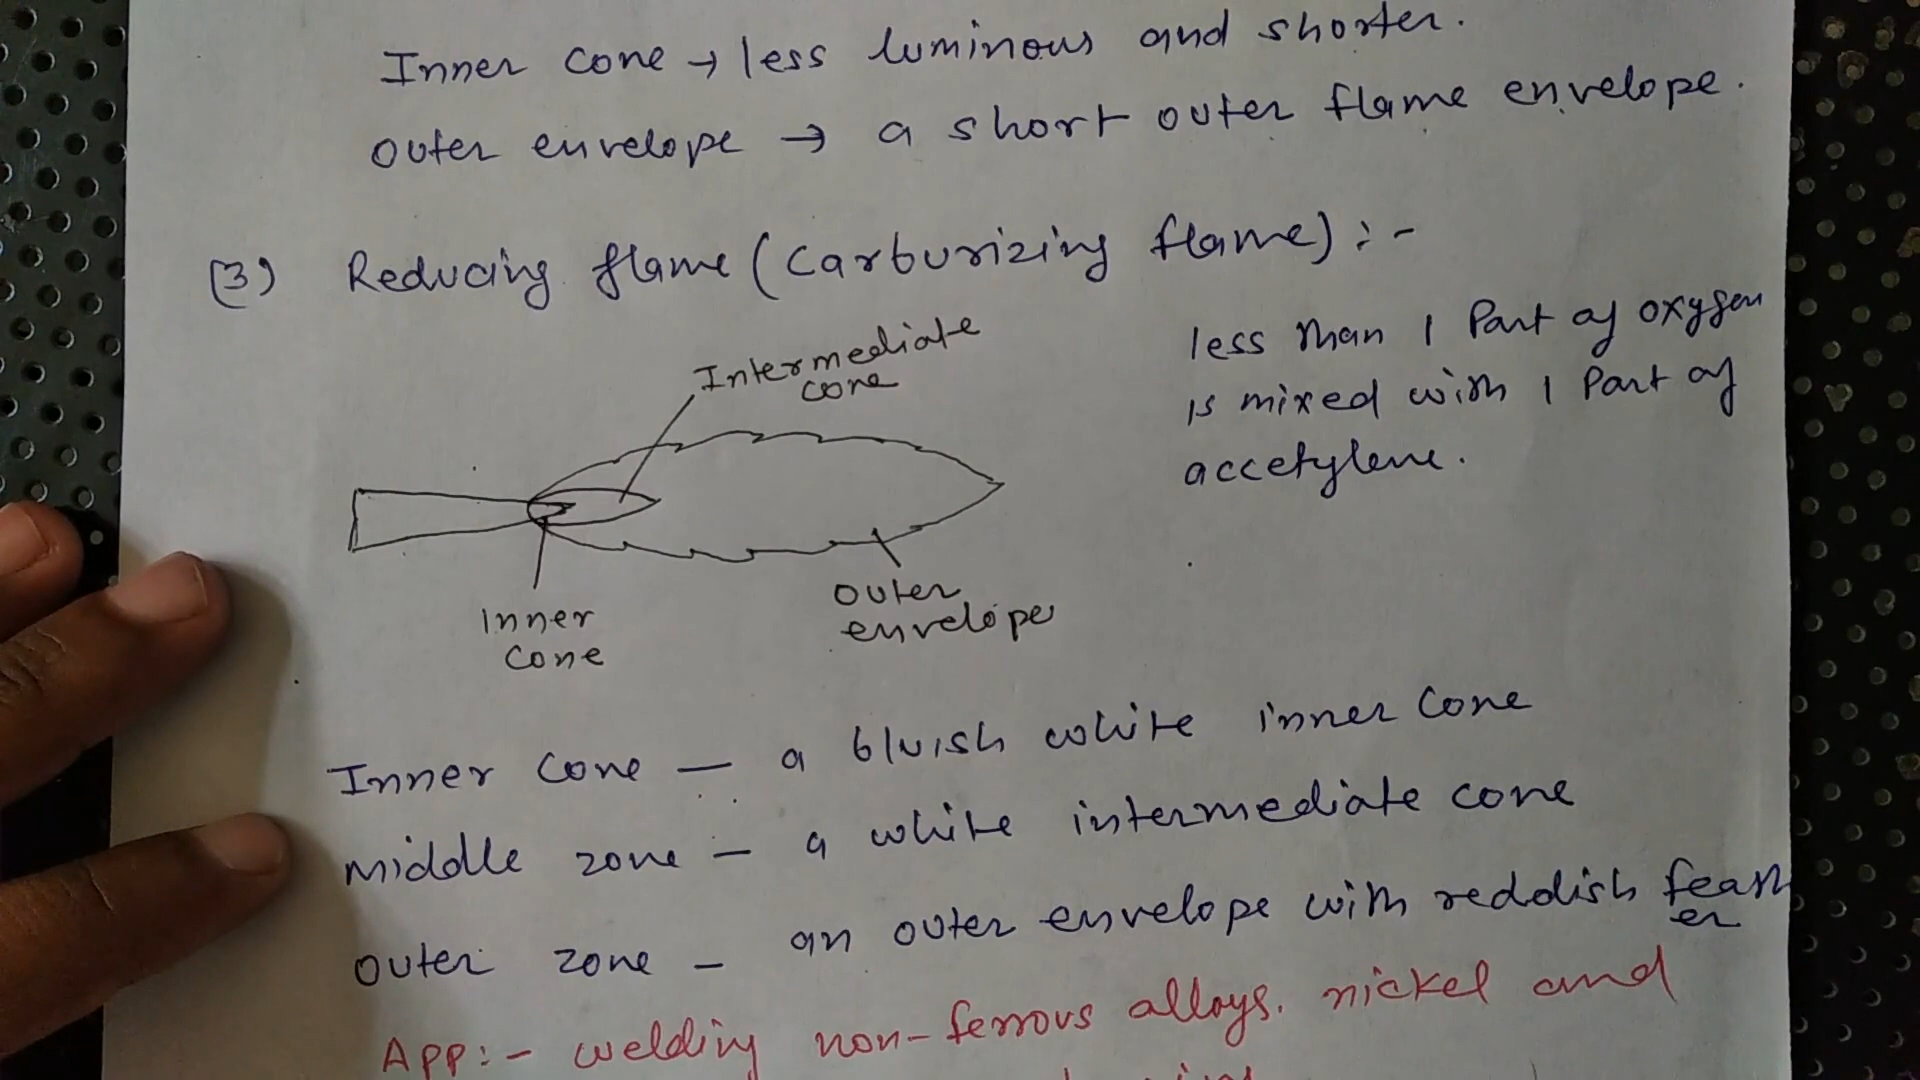 Inner cone → less luminous and shorter.
outer envelope → a short outer flame envelope.
(3) Reducing flame (Carburizing flame) :-
Intermediate
cone
less than 1 Part of oxygen
is mixed with 1 Part of
accetylene.
Inner
cone
outer
envelope
Inner cone — a bluish white inner cone
middle zone — a white intermediate cone
outer zone — an outer envelope with reddish feath
er
App:- welding non-ferrous alloys. nickel and